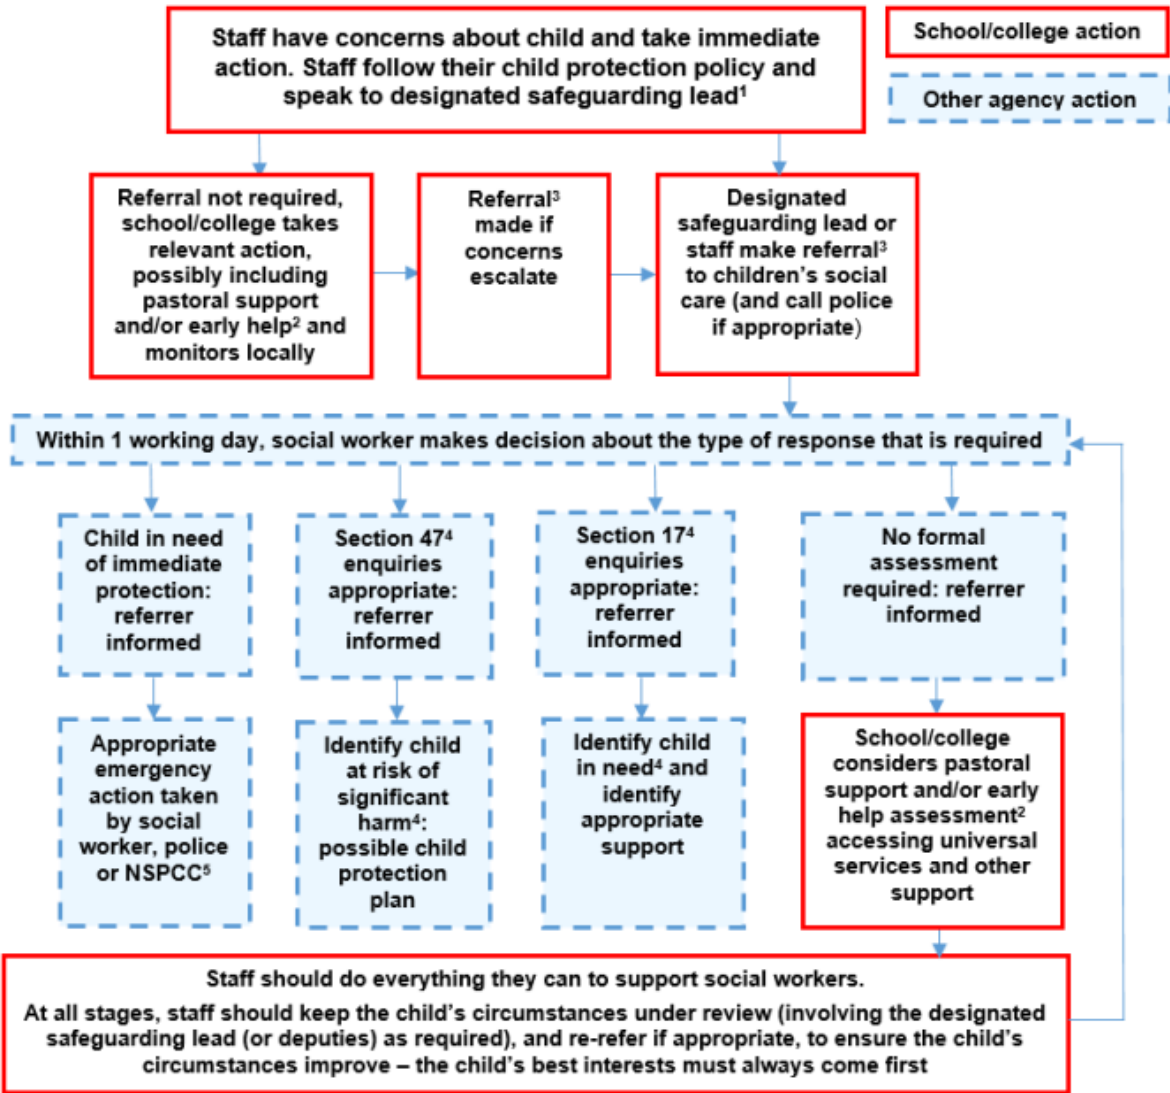 Staff have concerns about child and take immediate
action. Staff follow their child protection policy and
speak to designated safeguarding lead¹
School/college action
Other agency action
Referral not required,
school/college takes
relevant action,
possibly including
pastoral support
and/or early help² and
monitors locally
Referral³
made if
concerns
escalate
Designated
safeguarding lead or
staff make referral³
to children’s social
care (and call police
if appropriate)
Within 1 working day, social worker makes decision about the type of response that is required
Child in need
of immediate
protection:
referrer
informed
Section 47⁴
enquiries
appropriate:
referrer
informed
Section 17⁴
enquiries
appropriate:
referrer
informed
No formal
assessment
required: referrer
informed
Appropriate
emergency
action taken
by social
worker, police
or NSPCC⁵
Identify child
at risk of
significant
harm⁴:
possible child
protection
plan
Identify child
in need⁴ and
identify
appropriate
support
School/college
considers pastoral
support and/or early
help assessment²
accessing universal
services and other
support
Staff should do everything they can to support social workers.
At all stages, staff should keep the child’s circumstances under review (involving the designated
safeguarding lead (or deputies) as required), and re-refer if appropriate, to ensure the child’s
circumstances improve – the child’s best interests must always come first